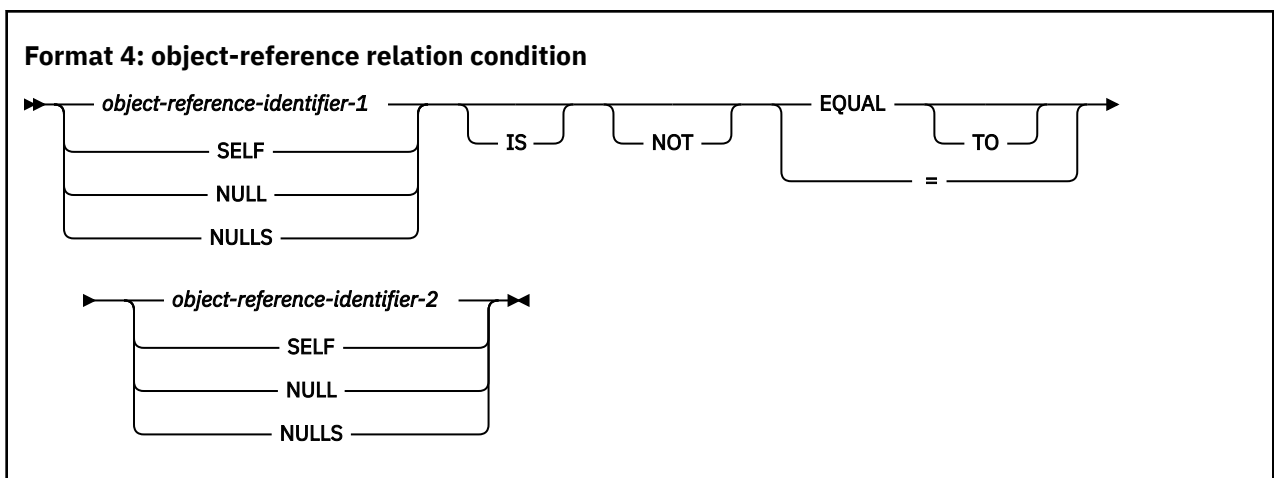 Format 4: object-reference relation condition
object-reference-identifier-1 EQUAL
IS NOT TO
SELF
=
NULL
NULLS
object-reference-identifier-2
SELF
NULL
NULLS